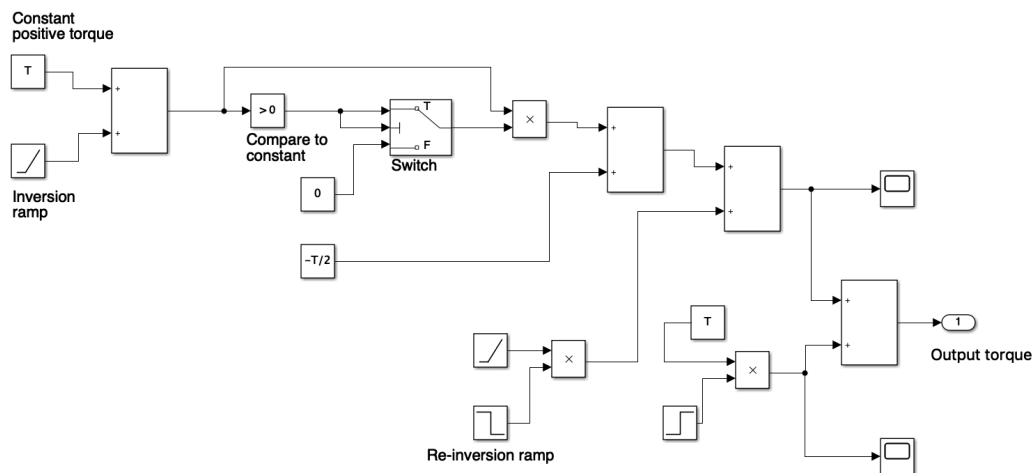 Constant
positive torque
T
+
+
Inversion
ramp
> 0
Compare to
constant
T
F
Switch
0
×
+
+
−T/2
+
+
×
Re-inversion ramp
T
×
+
+
1
Output torque